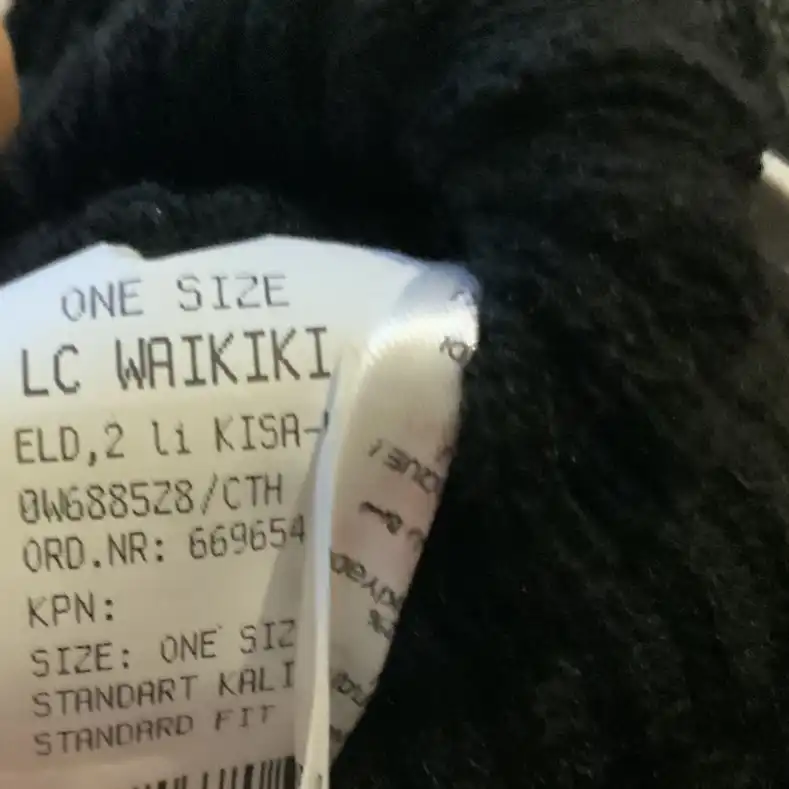 ONE SIZE
LC WAIKIKI
ELD,2 li KISA-
0W6885Z8/CTH
ORD.NR: 669654
KPN:
SIZE: ONE SIZ
STANDART KALI
STANDARD FIT